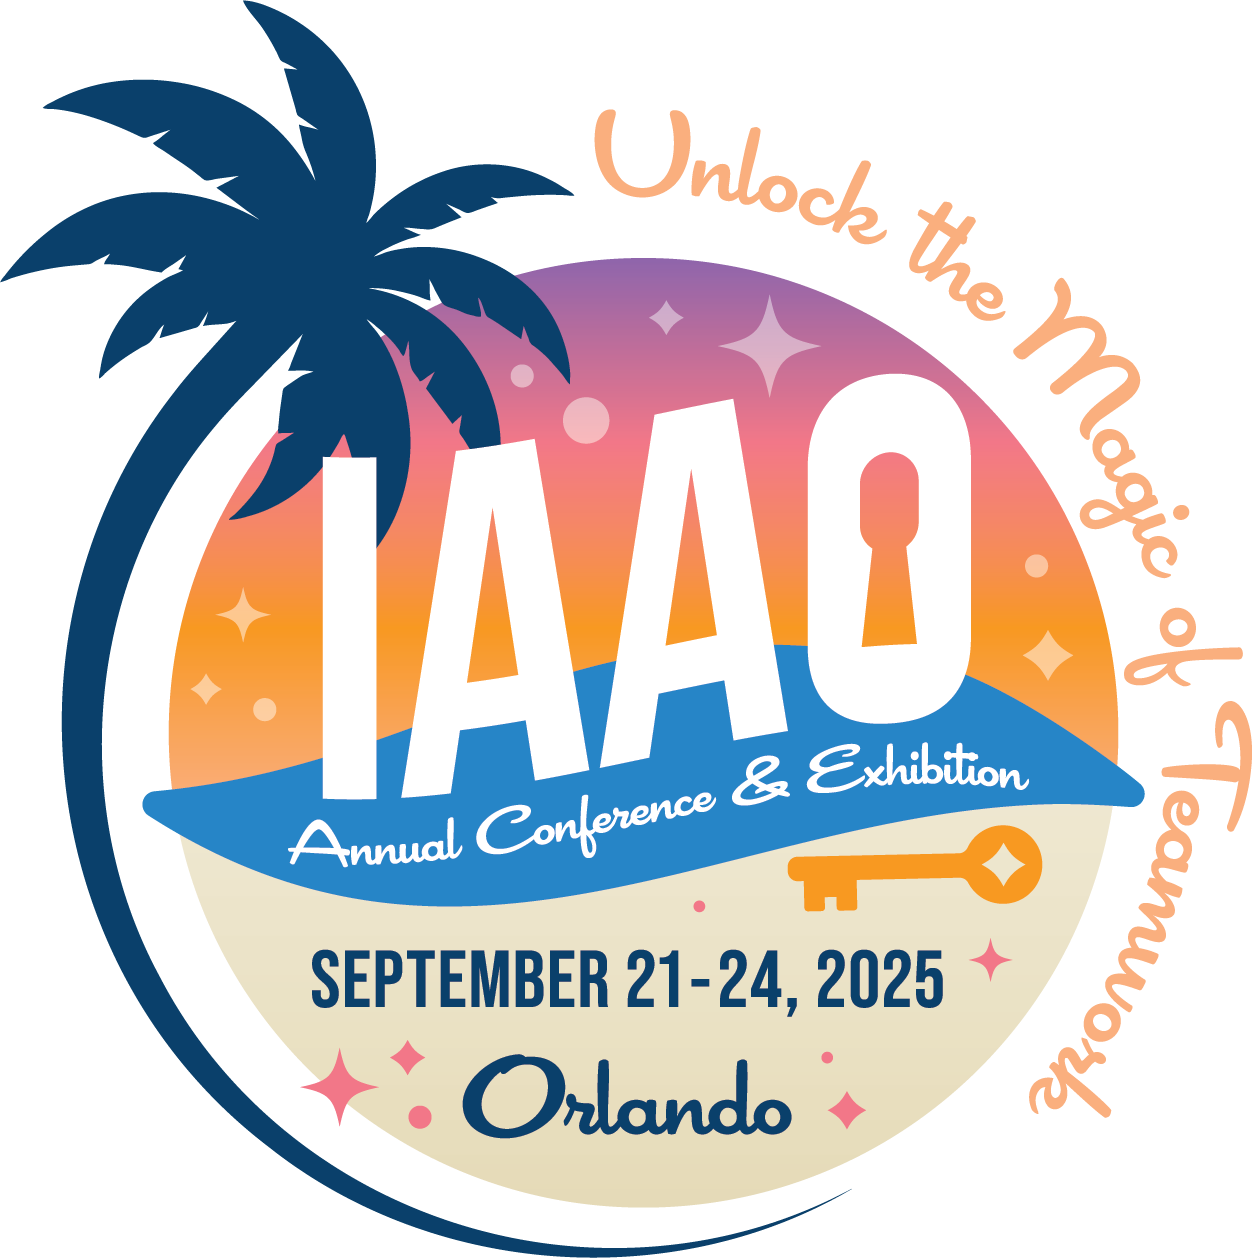 Unlock the Magic of Teamwork
IAAO
Annual Conference & Exhibition
SEPTEMBER 21-24, 2025
Orlando